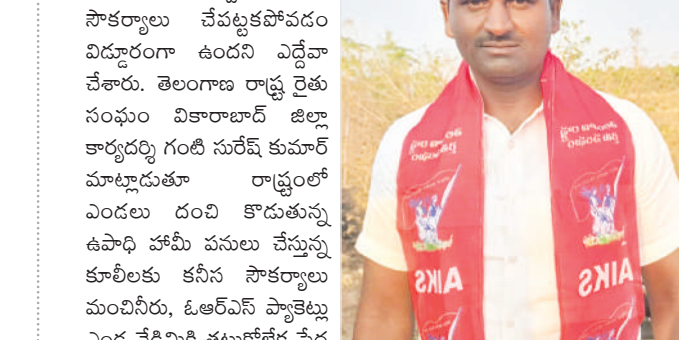 సౌకర్యాలు చేపట్టకపోవడం
విడ్డూరంగా ఉందని ఎద్దేవా
చేశారు. తెలంగాణ రాష్ట్ర రైతు
సంఘం వికారాబాద్ జిల్లా
కార్యదర్శి గంటి సురేష్ కుమార్
మాట్లాడుతూ రాష్ట్రంలో
ఎండలు దంచి కొడుతున్న
ఉపాధి హామీ పనులు చేస్తున్న
కూలీలకు కనీస సౌకర్యాలు
మంచినీరు, ఓఆర్ఎస్ ప్యాకెట్లు
AIKS
AIKS